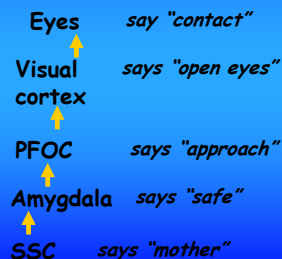 Eyes say “contact”
Visual says “open eyes”
cortex
PFOC says “approach”
Amygdala says “safe”
SSC says “mother”